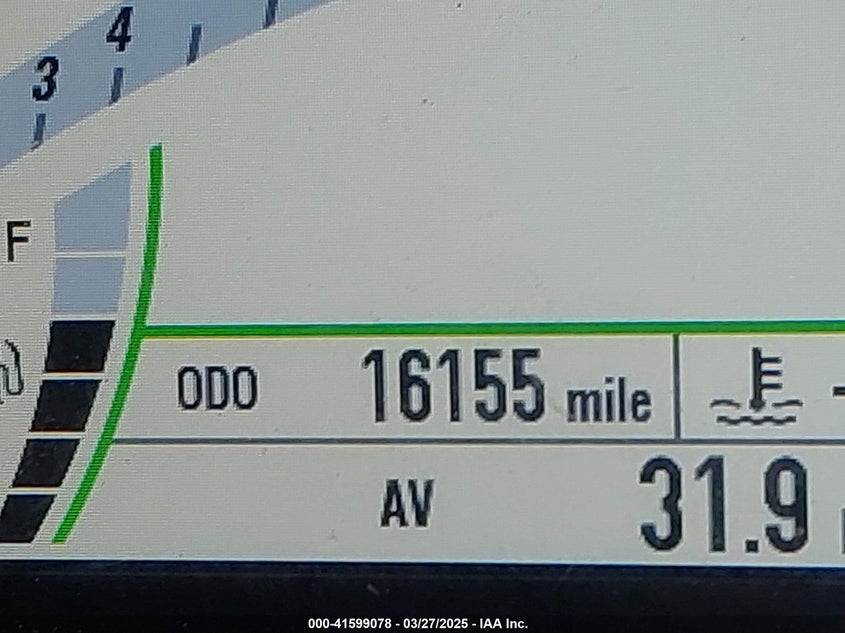 4
3
F
ODO 16155 mile
AV 31.9
000-41599078 - 03/27/2025 - IAA Inc.